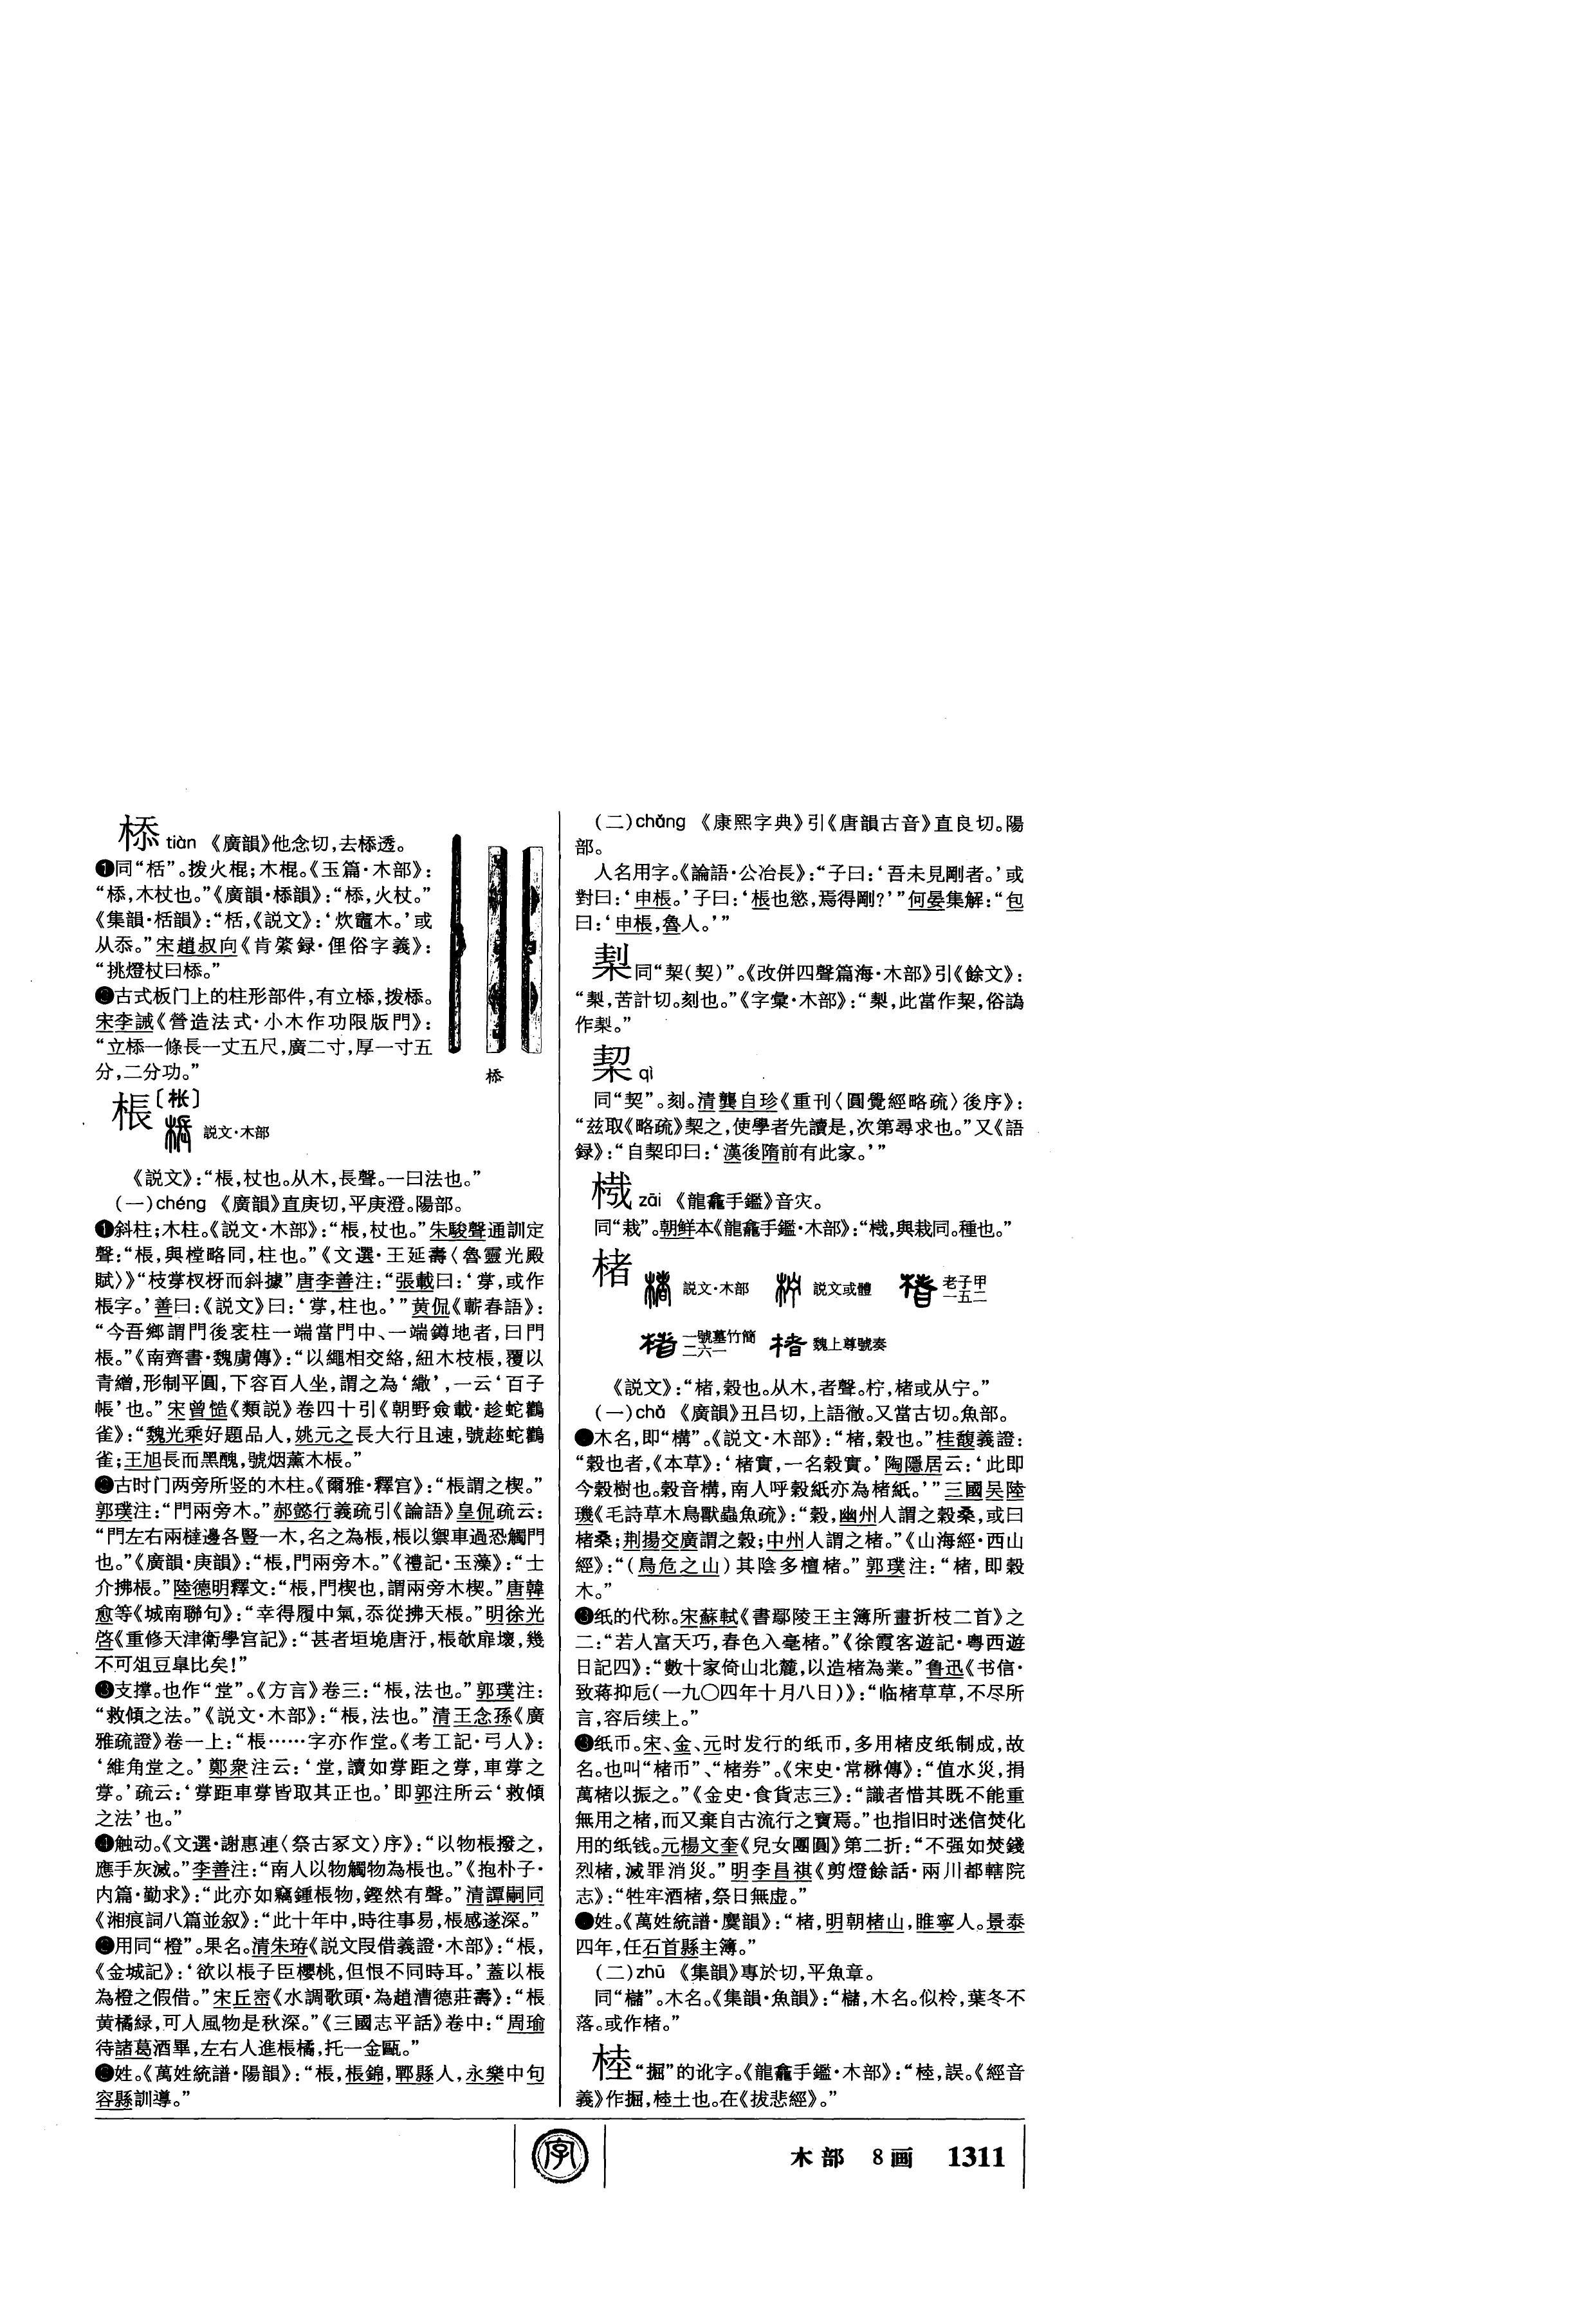 㮇 tiàn 《廣韻》他念切，去㮇透。
❶同“栝”。拨火棍；木棍。《玉篇·木部》：
“㮇，木杖也。”《廣韻·㮇韻》：“㮇，火杖。”
《集韻·栝韻》：“栝，《説文》：‘炊竈木。’或
从忝。”宋趙叔向《肯綮録·俚俗字義》：
“挑燈杖曰㮇。”
❷古式板门上的柱形部件，有立㮇，拨㮇。
宋李誡《營造法式·小木作功限版門》：
“立㮇一條長一丈五尺，廣二寸，厚一寸五
分，二分功。”
㮇
棖〔枨〕
説文·木部
《説文》：“棖，杖也。从木，長聲。一曰法也。”
（一）chéng 《廣韻》直庚切，平庚澄。陽部。
❶斜柱；木柱。《説文·木部》：“棖，杖也。”朱駿聲通訓定
聲：“棖，與樘略同，柱也。”《文選·王延壽〈魯靈光殿
賦〉》“枝牚杈枒而斜據”唐李善注：“張載曰：‘牚，或作
棖字。’善曰：《説文》曰：‘牚，柱也。’”黄侃《蘄春語》：
“今吾鄉謂門後衺柱一端當門中、一端鐏地者，曰門
棖。”《南齊書·魏虜傳》：“以繩相交絡，紐木枝棖，覆以
青繒，形制平圓，下容百人坐，謂之為‘繖’，一云‘百子
帳’也。”宋曾慥《類説》卷四十引《朝野僉載·趁蛇鸛
雀》：“魏光乘好題品人，姚元之長大行且速，號趂蛇鸛
雀；王旭長而黑醜，號烟薰木棖。”
❷古时门两旁所竖的木柱。《爾雅·釋宫》：“棖謂之楔。”
郭璞注：“門兩旁木。”郝懿行義疏引《論語》皇侃疏云：
“門左右兩橽邊各豎一木，名之為棖，棖以禦車過恐觸門
也。”《廣韻·庚韻》：“棖，門兩旁木。”《禮記·玉藻》：“士
介拂棖。”陸德明釋文：“棖，門楔也，謂兩旁木楔。”唐韓
愈等《城南聯句》：“幸得履中氣，忝從拂天棖。”明徐光
啓《重修天津衛學宫記》：“甚者垣垝唐汙，棖欹扉壞，幾
不可俎豆臯比矣！”
❸支撑。也作“堂”。《方言》卷三：“棖，法也。”郭璞注：
“救傾之法。”《説文·木部》：“棖，法也。”清王念孫《廣
雅疏證》卷一上：“棖……字亦作堂。《考工記·弓人》：
‘維角堂之。’鄭衆注云：‘堂，讀如牚距之牚，車牚之
牚。’疏云：‘牚距車牚皆取其正也。’即郭注所云‘救傾
之法’也。”
❹触动。《文選·謝惠連〈祭古冢文〉序》：“以物棖撥之，
應手灰滅。”李善注：“南人以物觸物為棖也。”《抱朴子·
内篇·勤求》：“此亦如竊鍾棖物，鏗然有聲。”清譚嗣同
《湘痕詞八篇並叙》：“此十年中，時往事易，棖感遂深。”
用同“橙”。果名。清朱珔《説文叚借義證·木部》：“棖，
《金城記》：‘欲以棖子臣櫻桃，但恨不同時耳。’蓋以棖
為橙之假借。”宋丘崈《水調歌頭·為趙漕德莊壽》：“棖
黄橘緑，可人風物是秋深。”《三國志平話》卷中：“周瑜
待諸葛酒畢，左右人進棖橘，托一金甌。”
姓。《萬姓統譜·陽韻》：“棖，棖錦，鄲縣人，永樂中句
容縣訓導。”
（二）chǎng 《康熙字典》引《唐韻古音》直良切。陽
部。
人名用字。《論語·公冶長》：“子曰：‘吾未見剛者。’或
對曰：‘申棖。’子曰：‘棖也慾，焉得剛？’”何晏集解：“包
曰：‘申棖，魯人。’”
同“栔（契）”。《改併四聲篇海·木部》引《餘文》：
苦計切。刻也。”《字彙·木部》：
此當作栔，俗譌
栔 qì
同“契”。刻。清龔自珍《重刊〈圓覺經略疏〉後序》：
“兹取《略疏》栔之，使學者先讀是，次第尋求也。”又《語
録》：“自栔印曰：‘漢後隋前有此家。’”
zāi 《龍龕手鑑》音灾。
同“栽”。朝鲜本《龍龕手鑑·木部》：
與栽同。種也。”
楮
説文·木部 説文或體 老子甲一五二
一號墓竹簡二六一 魏上尊號奏
《説文》：“楮，榖也。从木，者聲。柠，楮或从宁。”
（一）chǔ 《廣韻》丑吕切，上語徹。又當古切。魚部。
木名，即“構”。《説文·木部》：“楮，榖也。”桂馥義證：
“榖也者，《本草》：‘楮實，一名榖實。’陶隱居云：‘此即
今榖樹也。榖音構，南人呼榖紙亦為楮紙。’”三國吴陸
璣《毛詩草木鳥獸蟲魚疏》：“榖，幽州人謂之榖桑，或曰
楮桑；荆揚交廣謂之榖；中州人謂之楮。”《山海經·西山
經》：“（鳥危之山）其陰多檀楮。”郭璞注：“楮，即榖
木。”
纸的代称。宋蘇軾《書鄢陵王主簿所畫折枝二首》之
二：“若人富天巧，春色入毫楮。”《徐霞客遊記·粤西遊
日記四》：“數十家倚山北麓，以造楮為業。”鲁迅《书信·
致蒋抑卮（一九〇四年十月八日）》：“临楮草草，不尽所
言，容后续上。”
❸纸币。宋、金、元时发行的纸币，多用楮皮纸制成，故
名。也叫“楮币”、“楮券”。《宋史·常楙傳》：“值水災，捐
萬楮以振之。”《金史·食貨志三》：“識者惜其既不能重
無用之楮，而又棄自古流行之寶焉。”也指旧时迷信焚化
用的纸钱。元楊文奎《兒女團圓》第二折：“不强如焚錢
烈楮，滅罪消災。”明李昌祺《剪燈餘話·兩川都轄院
志》：“牲牢酒楮，祭日無虚。”
姓。《萬姓統譜·麌韻》：“楮，明朝楮山，睢寧人。景泰
四年，任石首縣主簿。”
（二）zhū 《集韻》專於切，平魚章。
同“櫧”。木名。《集韻·魚韻》：“櫧，木名。似柃，葉冬不
落。或作楮。”
“掘”的讹字。《龍龕手鑑·木部》：
誤。《經音
義》作掘，
土也。在《拔悲經》。”
字
木部 8画 1311